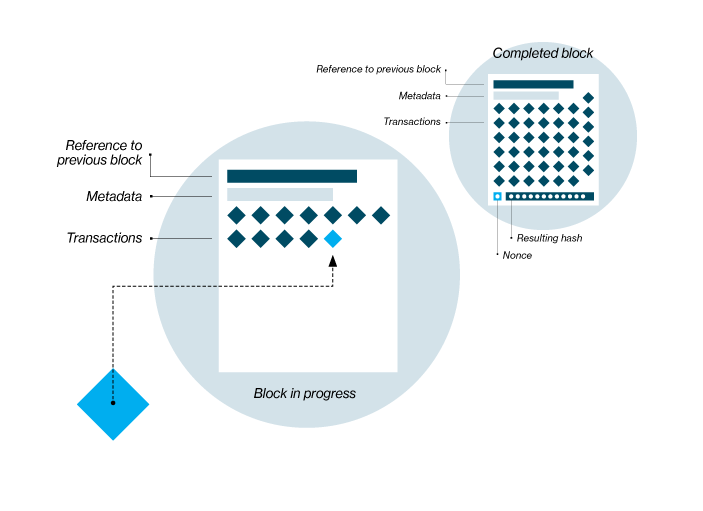 Completed block
Reference to previous block
Metadata
Transactions
Resulting hash
Nonce
Reference to
previous block
Metadata
Transactions
Block in progress